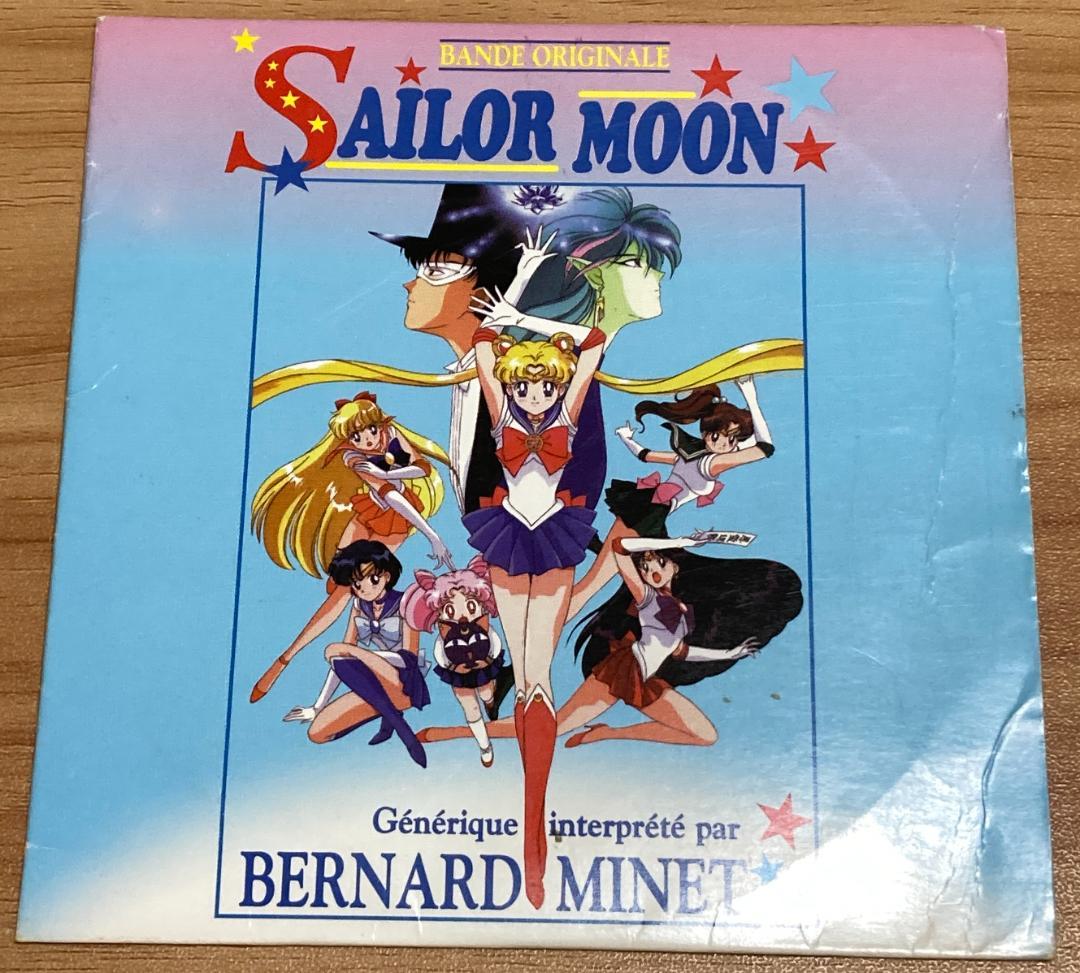 BANDE ORIGINALE
SAILOR MOON
Générique interprété par
BERNARD MINET